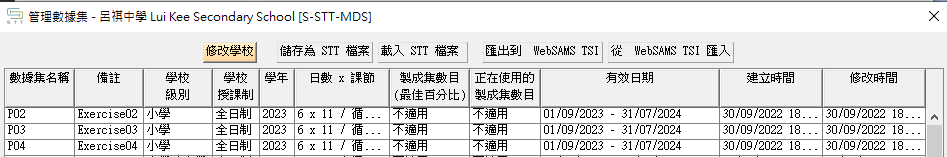 管理數據集 - 呂祺中學 Lui Kee Secondary School [S-STT-MDS]
修改學校 儲存為 STT 檔案 載入 STT 檔案 匯出到 WebSAMS TSI 從 WebSAMS TSI 匯入
數據集名稱 備註 學校級別 學校授課制 學年 日數 x 課節 製成集數目(最佳百分比) 正在使用的製成集數目 有效日期 建立時間 修改時間
P02 Exercise02 小學 全日制 2023 6 x 11 / 循... 不適用 不適用 01/09/2023 - 31/07/2024 30/09/2022 18... 30/09/2022 18...
P03 Exercise03 小學 全日制 2023 6 x 11 / 循... 不適用 不適用 01/09/2023 - 31/07/2024 30/09/2022 18... 30/09/2022 18...
P04 Exercise04 小學 全日制 2023 6 x 11 / 循... 不適用 不適用 01/09/2023 - 31/07/2024 30/09/2022 18... 30/09/2022 18...